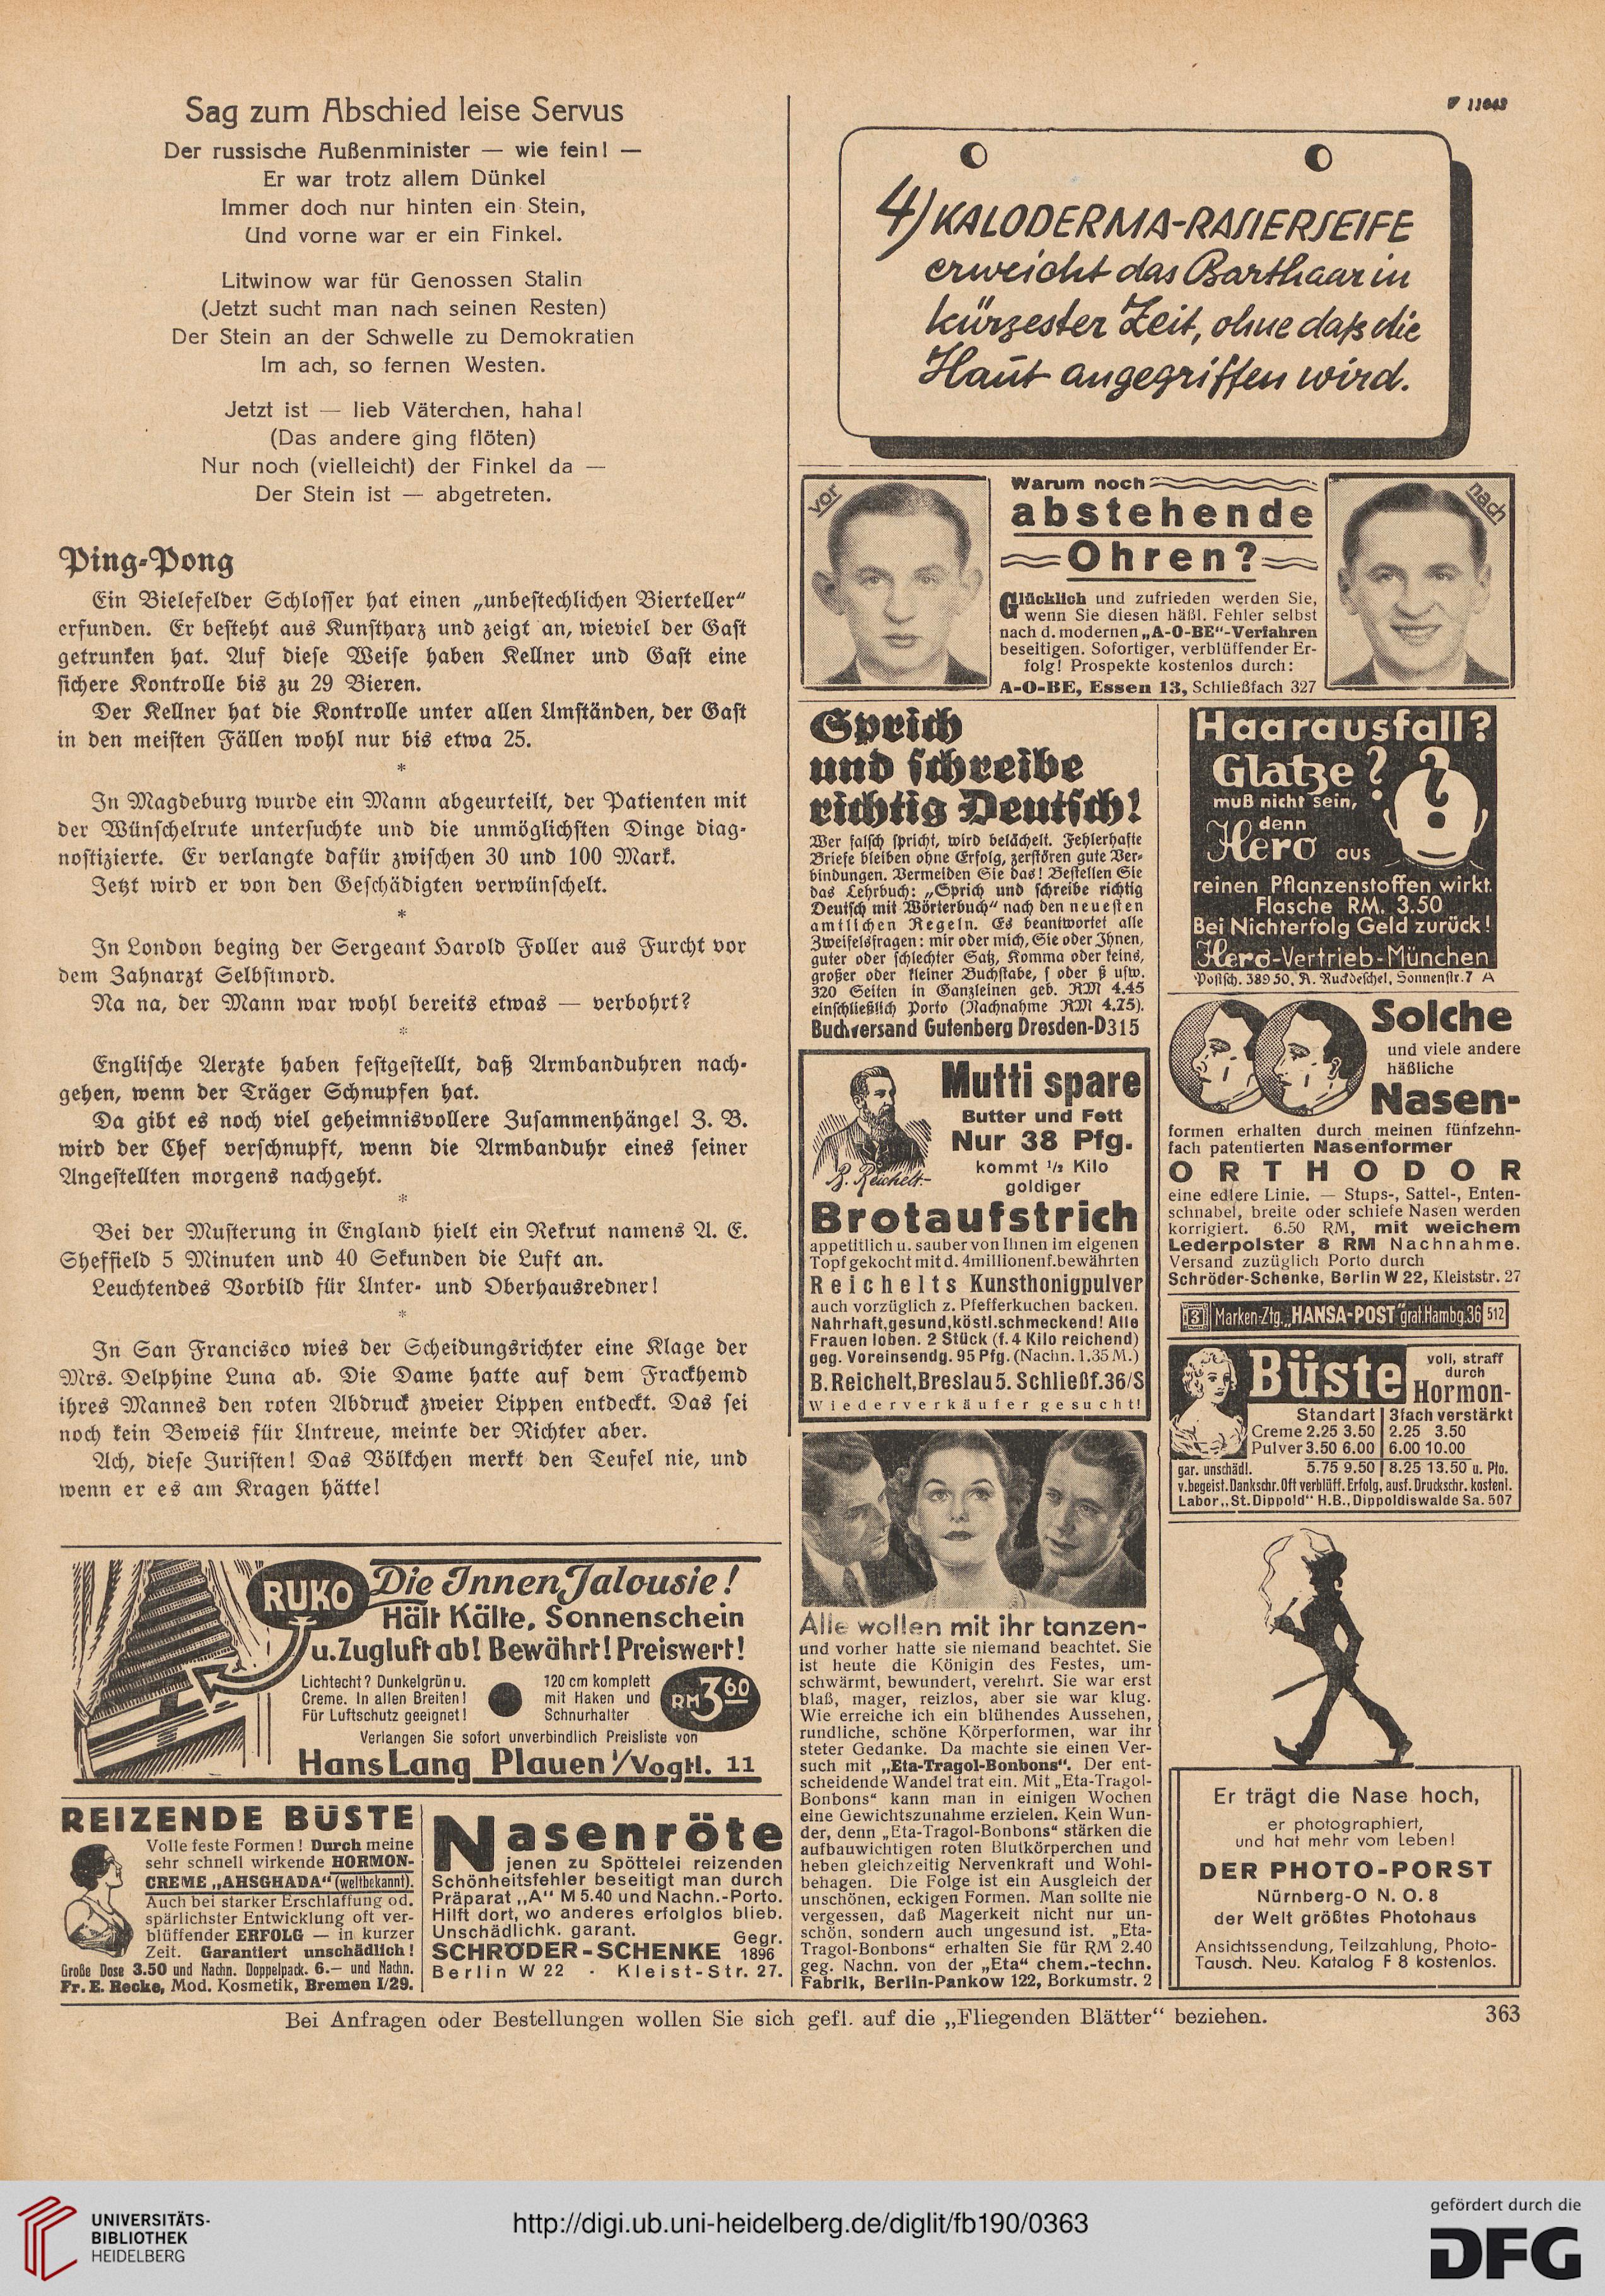 Sag zum Abschied leise Servus
Der russische Außenminister — wie fein! —
Er war trotz allem Dünkel
Immer doch nur hinten ein Stein,
Und vorne war er ein Finkel.
Litwinow war für Genossen Stalin
(Jetzt sucht man nach seinen Resten)
Der Stein an der Schwelle zu Demokratien
Im ach, so fernen Westen.
Jetzt ist — lieb Väterchen, haha!
(Das andere ging flöten)
Nur noch (vielleicht) der Finkel da —
Der Stein ist — abgetreten.
Ping-Pong
Ein Bielefelder Schlosser hat einen „unbestechlichen Bierteller“
erfunden. Er besteht aus Kunstharz und zeigt an, wieviel der Gast
getrunken hat. Auf diese Weise haben Kellner und Gast eine
sichere Kontrolle bis zu 29 Bieren.
Der Kellner hat die Kontrolle unter allen Umständen, der Gast
in den meisten Fällen wohl nur bis etwa 25.
*
In Magdeburg wurde ein Mann abgeurteilt, der Patienten mit
der Wünschelrute untersuchte und die unmöglichsten Dinge diag-
nostizierte. Er verlangte dafür zwischen 30 und 100 Mark.
Jetzt wird er von den Geschädigten verwünschelt.
*
In London beging der Sergeant Harold Foller aus Furcht vor
dem Zahnarzt Selbstmord.
Na na, der Mann war wohl bereits etwas — verbohrt?
*
Englische Aerzte haben festgestellt, daß Armbanduhren nach-
gehen, wenn der Träger Schnupfen hat.
Da gibt es noch viel geheimnisvollere Zusammenhänge! Z. B.
wird der Chef verschnupft, wenn die Armbanduhr eines seiner
Angestellten morgens nachgeht.
*
Bei der Musterung in England hielt ein Rekrut namens A. E.
Sheffield 5 Minuten und 40 Sekunden die Luft an.
Leuchtendes Vorbild für Unter- und Oberhausredner!
*
In San Francisco wies der Scheidungsrichter eine Klage der
Mrs. Delphine Luna ab. Die Dame hatte auf dem Frackhemd
ihres Mannes den roten Abdruck zweier Lippen entdeckt. Das sei
noch kein Beweis für Untreue, meinte der Richter aber.
Ach, diese Juristen! Das Völkchen merkt den Teufel nie, und
wenn er es am Kragen hätte!
RUKO Die Innen Jalousie!
Hält Kälte, Sonnenschein
u. Zugluft ab! Bewährt! Preiswert!
Lichtecht? Dunkelgrün u.
Creme. In allen Breiten!
Für Luftschutz geeignet!
120 cm komplett
mit Haken und
Schnurhalter
RM 3 60
Verlangen Sie sofort unverbindlich Preisliste von
Hans Lang Plauen i/Vogtl. 11
REIZENDE BÜSTE
Volle feste Formen! Durch meine
sehr schnell wirkende HORMON-
CREME „AHSGHADA“ (weltbekannt).
Auch bei starker Erschlaffung od.
spärlichster Entwicklung oft ver-
blüffender ERFOLG — in kurzer
Zeit. Garantiert unschädlich!
Große Dose 3.50 und Nachn. Doppelpack. 6.— und Nachn.
Fr. E. Recke, Mod. Kosmetik, Bremen I/29.
Nasenröte
jenen zu Spöttelei reizenden
Schönheitsfehler beseitigt man durch
Präparat „A“ M 5.40 und Nachn.-Porto.
Hilft dort, wo anderes erfolglos blieb.
Unschädlichk. garant. Gegr.
SCHRÖDER-SCHENKE 1896
Berlin W 22 - Kleist-Str. 27.
F 11043
4) KALODERMA-RASIERSEIFE
erweicht das Barthaar in
kürzester Zeit, ohne daß die
Haut angegriffen wird.
vor
Warum noch
abstehende
Ohren?
Glücklich und zufrieden werden Sie,
wenn Sie diesen häßl. Fehler selbst
nach d. modernen „A-O-BE“-Verfahren
beseitigen. Sofortiger, verblüffender Er-
folg! Prospekte kostenlos durch:
A-O-BE, Essen 13, Schließfach 327
nach
Sprich
und schreibe
richtig Deutsch!
Wer falsch spricht, wird belächelt. Fehlerhafte
Briefe bleiben ohne Erfolg, zerstören gute Ver-
bindungen. Vermeiden Sie das! Bestellen Sie
das Lehrbuch: „Sprich und schreibe richtig
Deutsch mit Wörterbuch“ nach den neuesten
amtlichen Regeln. Es beantwortet alle
Zweifelsfragen: mir oder mich, Sie oder Ihnen,
guter oder schlechter Satz, Komma oder keins,
großer oder kleiner Buchstabe, s oder ß usw.
320 Seiten in Ganzleinen geb. RM 4.45
einschließlich Porto (Nachnahme RM 4.75).
Buchversand Gutenberg Dresden-D315
Mutti spare
Butter und Fett
Nur 38 Pfg.
kommt 1/2 Kilo
goldiger
B. Reichelt
Brotaufstrich
appetitlich u. sauber von Ihnen im eigenen
Topf gekocht mit d. 4millionenf. bewährten
Reichelts Kunsthonigpulver
auch vorzüglich z. Pfefferkuchen backen.
Nahrhaft, gesund, köstl. schmeckend! Alle
Frauen loben. 2 Stück (f. 4 Kilo reichend)
geg. Voreinsendg. 95 Pfg. (Nachn. 1.35 M.)
B. Reichelt, Breslau 5. Schließf. 36/S
Wiederverkäufer gesucht!
Alle wollen mit ihr tanzen-
und vorher hatte sie niemand beachtet. Sie
ist heute die Königin des Festes, um-
schwärmt, bewundert, verehrt. Sie war erst
blaß, mager, reizlos, aber sie war klug.
Wie erreiche ich ein blühendes Aussehen,
rundliche, schöne Körperformen, war ihr
steter Gedanke. Da machte sie einen Ver-
such mit „Eta-Tragol-Bonbons“. Der ent-
scheidende Wandel trat ein. Mit „Eta-Tragol-
Bonbons“ kann man in einigen Wochen
eine Gewichtszunahme erzielen. Kein Wun-
der, denn „Eta-Tragol-Bonbons“ stärken die
aufbauwichtigen roten Blutkörperchen und
heben gleichzeitig Nervenkraft und Wohl-
behagen. Die Folge ist ein Ausgleich der
unschönen, eckigen Formen. Man sollte nie
vergessen, daß Magerkeit nicht nur un-
schön, sondern auch ungesund ist. „Eta-
Tragol-Bonbons“ erhalten Sie für RM 2.40
geg. Nachn. von der „Eta“ chem.-techn.
Fabrik, Berlin-Pankow 122, Borkumstr. 2
Haarausfall?
Glatze?
muß nicht sein,
denn
Hero aus
reinen Pflanzenstoffen wirkt.
Flasche RM. 3.50
Bei Nichterfolg Geld zurück!
Hero-Vertrieb-München
Postsch. 38950, A. Ruckdeschel, Sonnenstr. 7 A
Solche
und viele andere
häßliche
Nasen-
formen erhalten durch meinen fünfzehn-
fach patentierten Nasenformer
ORTHODOR
eine edlere Linie. — Stups-, Sattel-, Enten-
schnabel, breite oder schiefe Nasen werden
korrigiert. 6.50 RM, mit weichem
Lederpolster 8 RM Nachnahme.
Versand zuzüglich Porto durch
Schröder-Schenke, Berlin W 22, Kleiststr. 27
3 Marken-Ztg. „HANSA-POST“ grat. Hambg. 36 512
Büste
voll, straff
durch
Hormon-
Standart 3fach verstärkt
Creme 2.25 3.50 2.25 3.50
Pulver 3.50 6.00 6.00 10.00
gar. unschädl. 5.75 9.50 8.25 13.50 u. Pto.
v. begeist. Dankschr. Oft verblüff. Erfolg, ausf. Druckschr. kostenl.
Labor „St. Dippold“ H.B., Dippoldiswalde Sa. 507
Er trägt die Nase hoch,
er photographiert,
und hat mehr vom Leben!
DER PHOTO-PORST
Nürnberg-O N. O. 8
der Welt größtes Photohaus
Ansichtssendung, Teilzahlung, Photo-
Tausch. Neu. Katalog F 8 kostenlos.
Bei Anfragen oder Bestellungen wollen Sie sich gefl. auf die „Fliegenden Blätter“ beziehen.
363
UNIVERSITÄTS-
BIBLIOTHEK
HEIDELBERG
http://digi.ub.uni-heidelberg.de/diglit/fb190/0363
gefördert durch die
DFG